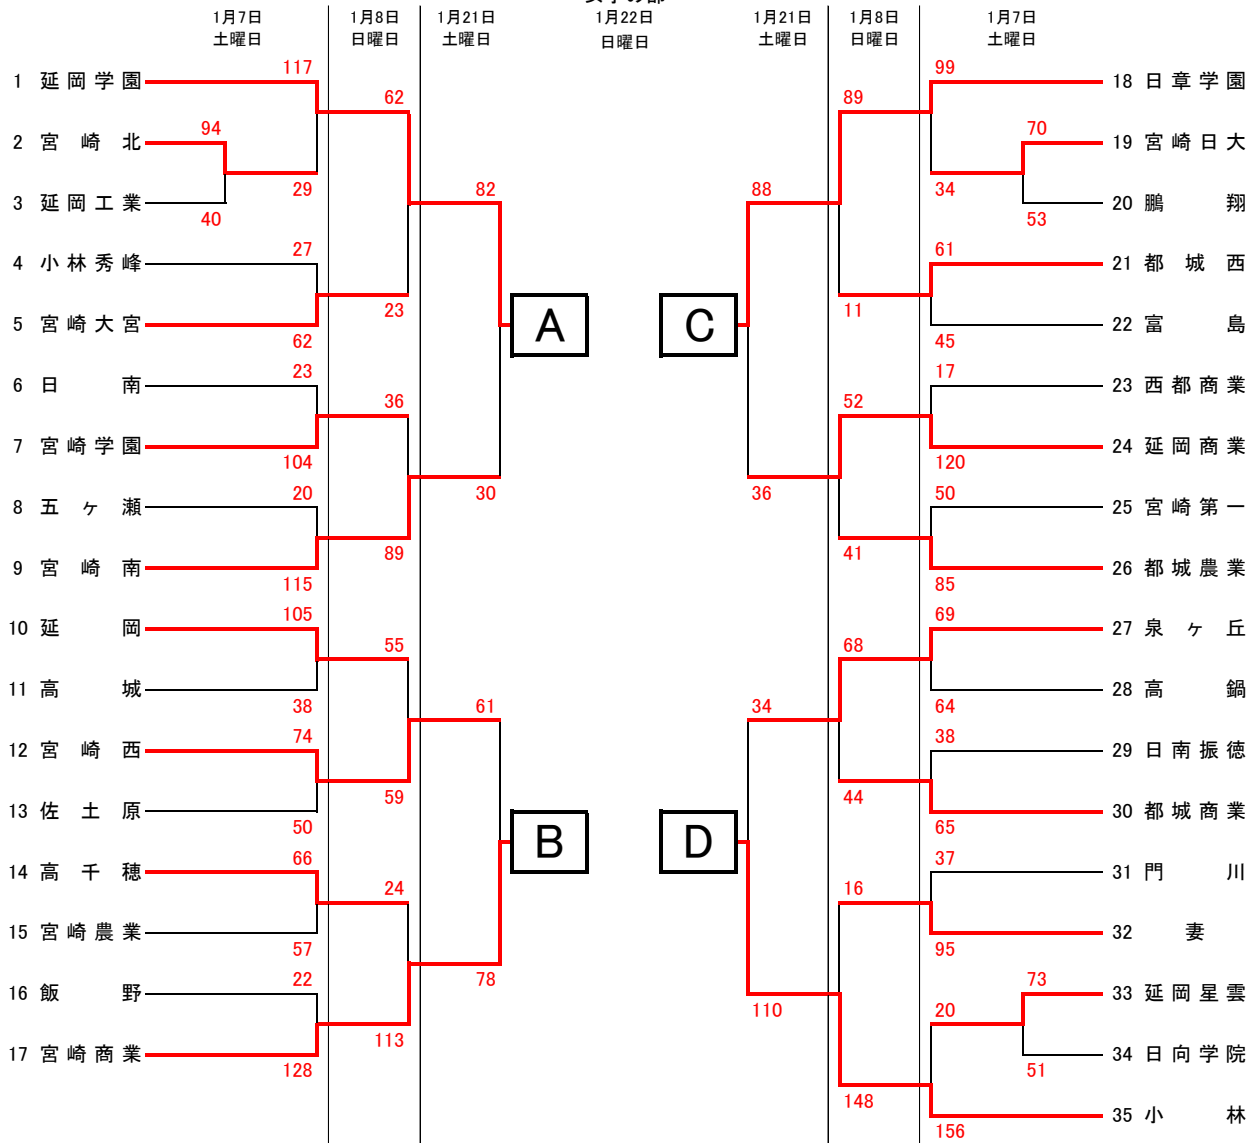 1月7日 1月8日 1月21日 1月22日 1月21日 1月8日 1月7日
土曜日 日曜日 土曜日 日曜日 土曜日 日曜日 土曜日
117 62 89 99
1 延岡学園 18 日章学園
94 70
2 宮崎北 19 宮崎日大
29 82 88 34
3 延岡工業 20 鵬翔
40 53
27 61
4 小林秀峰 21 都城西
23 11
5 宮崎大宮 A C 22 富島
62 45
23 17
6 日南 23 西都商業
36 52
7 宮崎学園 24 延岡商業
104 120
20 30 36 50
8 五ヶ瀬 25 宮崎第一
89 41
9 宮崎南 26 都城農業
115 85
105 69
10 延岡 27 泉ヶ丘
55 68
11 高城 28 高鍋
38 61 34 64
74 38
12 宮崎西 29 日南振徳
59 44
13 佐土原 30 都城商業
50 65
B D
66 37
14 高千穂 31 門川
24 16
15 宮崎農業 32 妻
57 95
22 78 73
16 飯野 33 延岡星雲
110 20
113
17 宮崎商業 34 日向学院
128 51
148
35 小林
156